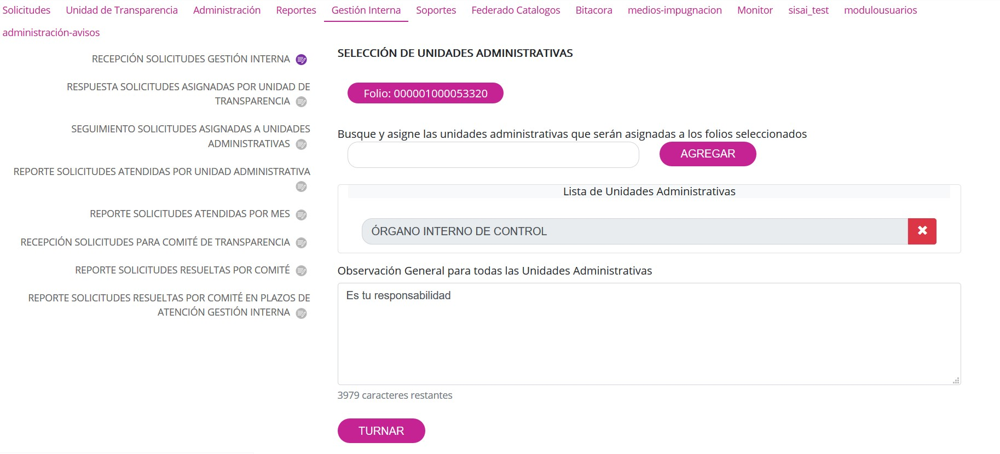 Solicitudes Unidad de Transparencia Administración Reportes Gestión Interna Soportes Federado Catalogos Bitacora medios-impugnacion Monitor sisai_test modulousuarios
administración-avisos
RECEPCIÓN SOLICITUDES GESTIÓN INTERNA
RESPUESTA SOLICITUDES ASIGNADAS POR UNIDAD DE
TRANSPARENCIA
SEGUIMIENTO SOLICITUDES ASIGNADAS A UNIDADES
ADMINISTRATIVAS
REPORTE SOLICITUDES ATENDIDAS POR UNIDAD ADMINISTRATIVA
REPORTE SOLICITUDES ATENDIDAS POR MES
RECEPCIÓN SOLICITUDES PARA COMITÉ DE TRANSPARENCIA
REPORTE SOLICITUDES RESUELTAS POR COMITÉ
REPORTE SOLICITUDES RESUELTAS POR COMITÉ EN PLAZOS DE
ATENCIÓN GESTIÓN INTERNA
SELECCIÓN DE UNIDADES ADMINISTRATIVAS
Folio: 000001000053320
Busque y asigne las unidades administrativas que serán asignadas a los folios seleccionados
AGREGAR
Lista de Unidades Administrativas
ÓRGANO INTERNO DE CONTROL
Observación General para todas las Unidades Administrativas
Es tu responsabilidad
3979 caracteres restantes
TURNAR